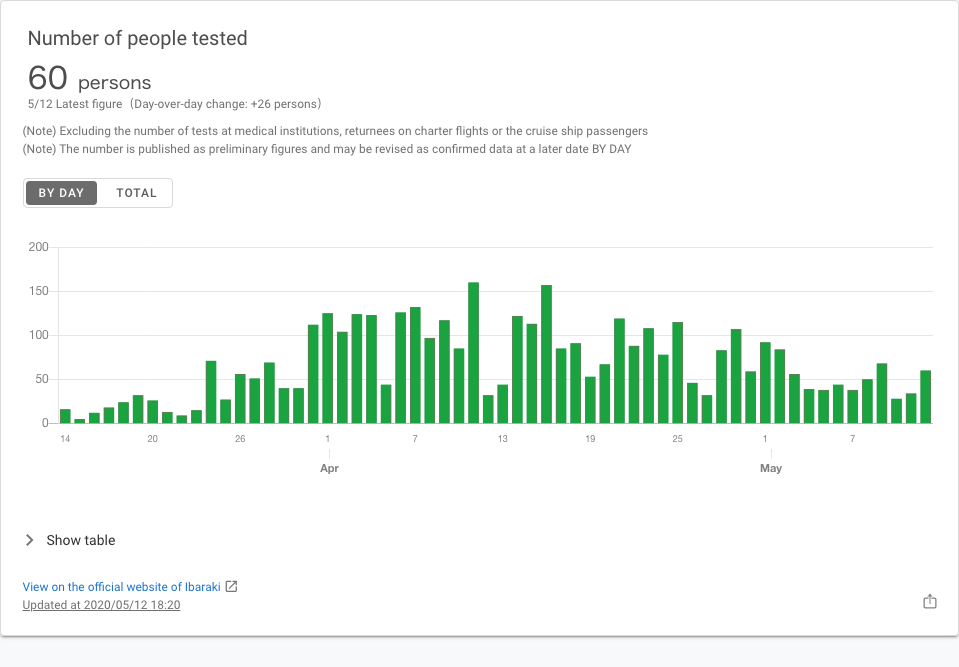 Number of people tested
60 persons
5/12 Latest figure（Day-over-day change: +26 persons）
(Note) Excluding the number of tests at medical institutions, returnees on charter flights or the cruise ship passengers
(Note) The number is published as preliminary figures and may be revised as confirmed data at a later date BY DAY
BY DAY TOTAL
200
150
100
50
0
14 20 26 1 7 13 19 25 1 7
Apr May
Show table
View on the official website of Ibaraki
Updated at 2020/05/12 18:20